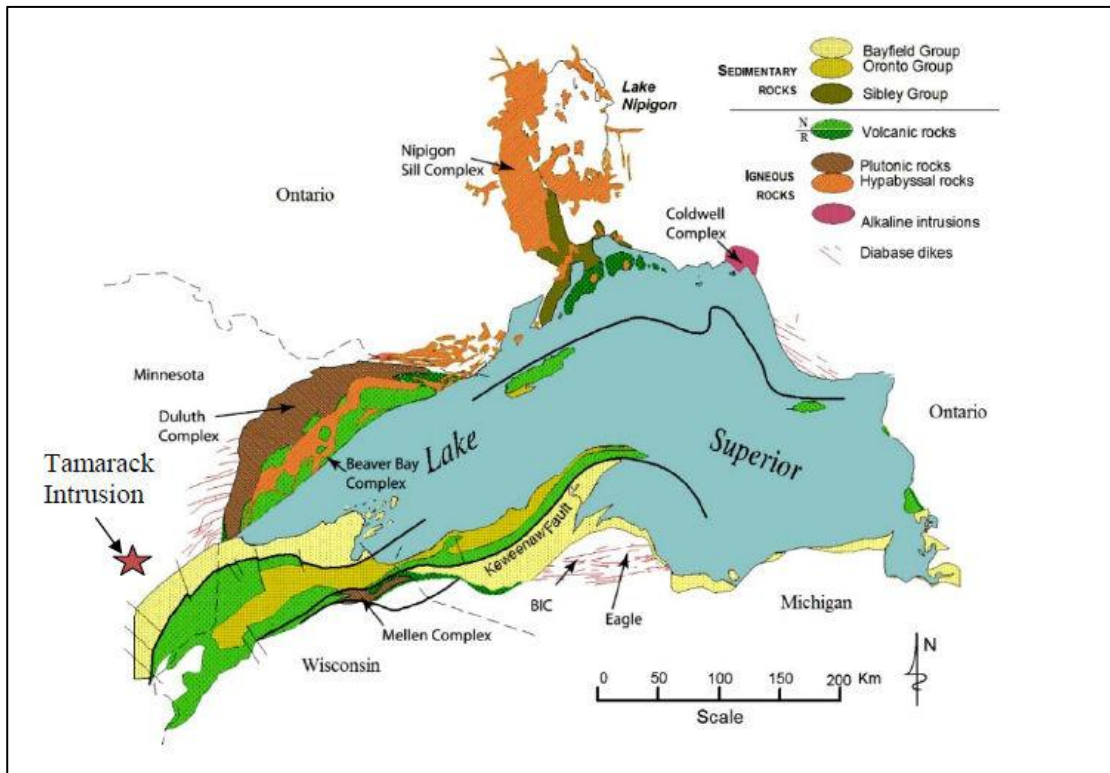 Bayfield Group
SEDIMENTARY
Oronto Group
ROCKS
Sibley Group
N
R
Volcanic rocks
Plutonic rocks
IGNEOUS
Hypabyssal rocks
ROCKS
Alkaline intrusions
Diabase dikes
Lake
Nipigon
Nipigon
Sill Complex
Ontario
Coldwell
Complex
Minnesota
Duluth
Complex
Ontario
Lake
Superior
Tamarack
Intrusion
Beaver Bay
Complex
Keweenaw Fault
BIC
Eagle
Michigan
Mellen Complex
Wisconsin
N
0 50 100 150 200 Km
Scale